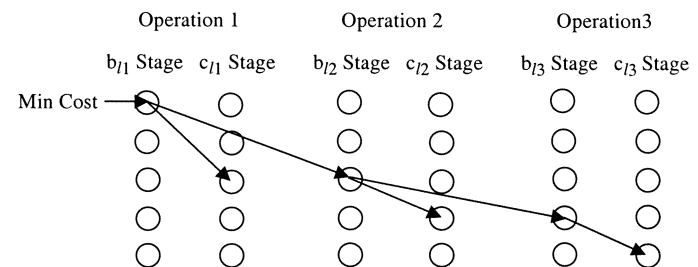 Operation 1 Operation 2 Operation3
b_l1 Stage c_l1 Stage b_l2 Stage c_l2 Stage b_l3 Stage c_l3 Stage
Min Cost